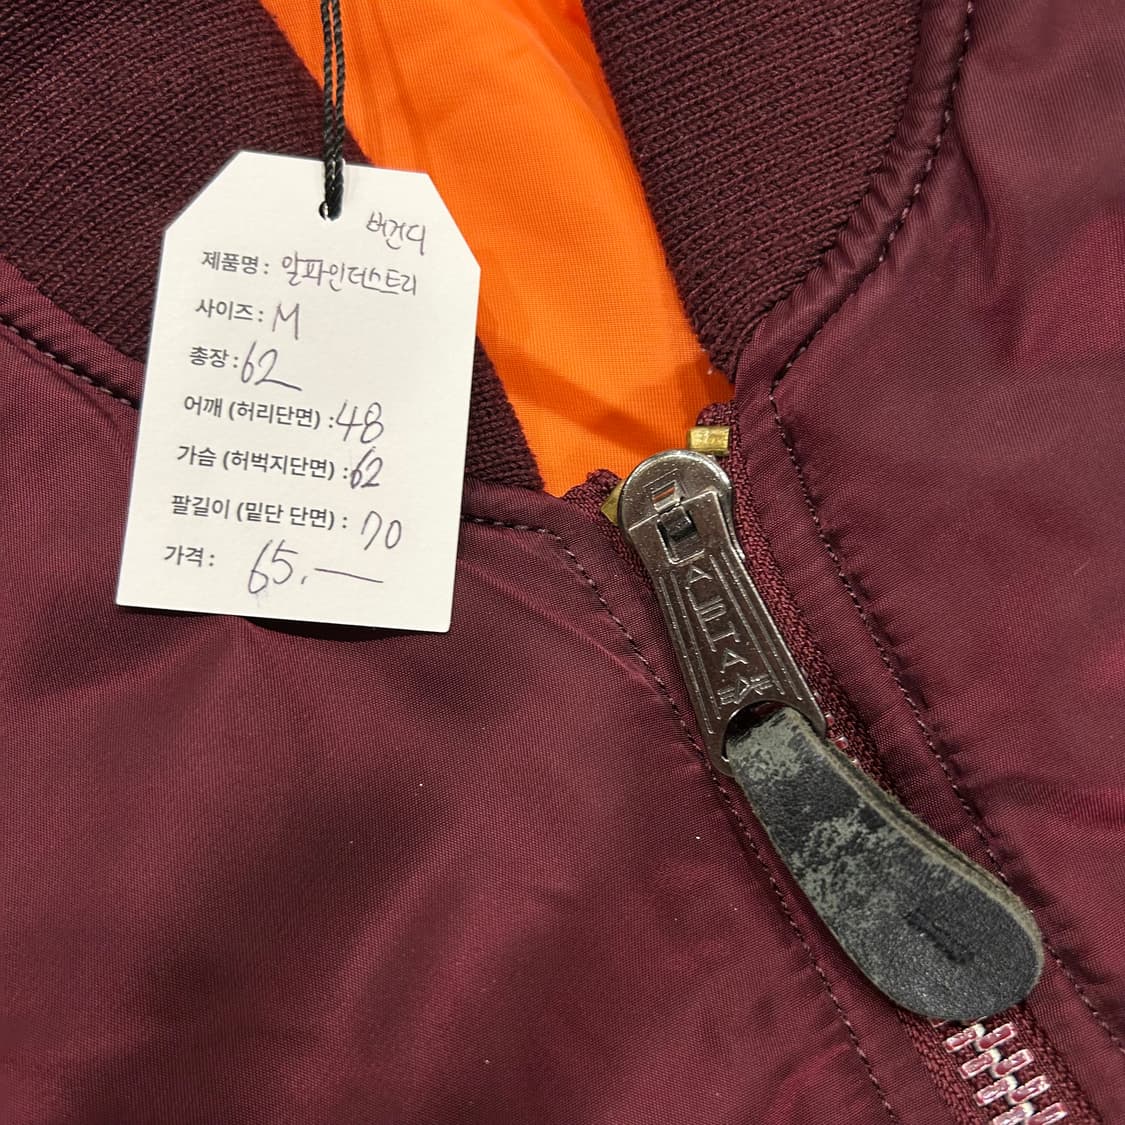 버건디
제품명 : 알파인더스트리
사이즈 : M
총장 : 62
어깨 (허리단면) : 48
가슴 (허벅지단면) : 62
팔길이 (밑단 단면) : 70
가격 : 65.—